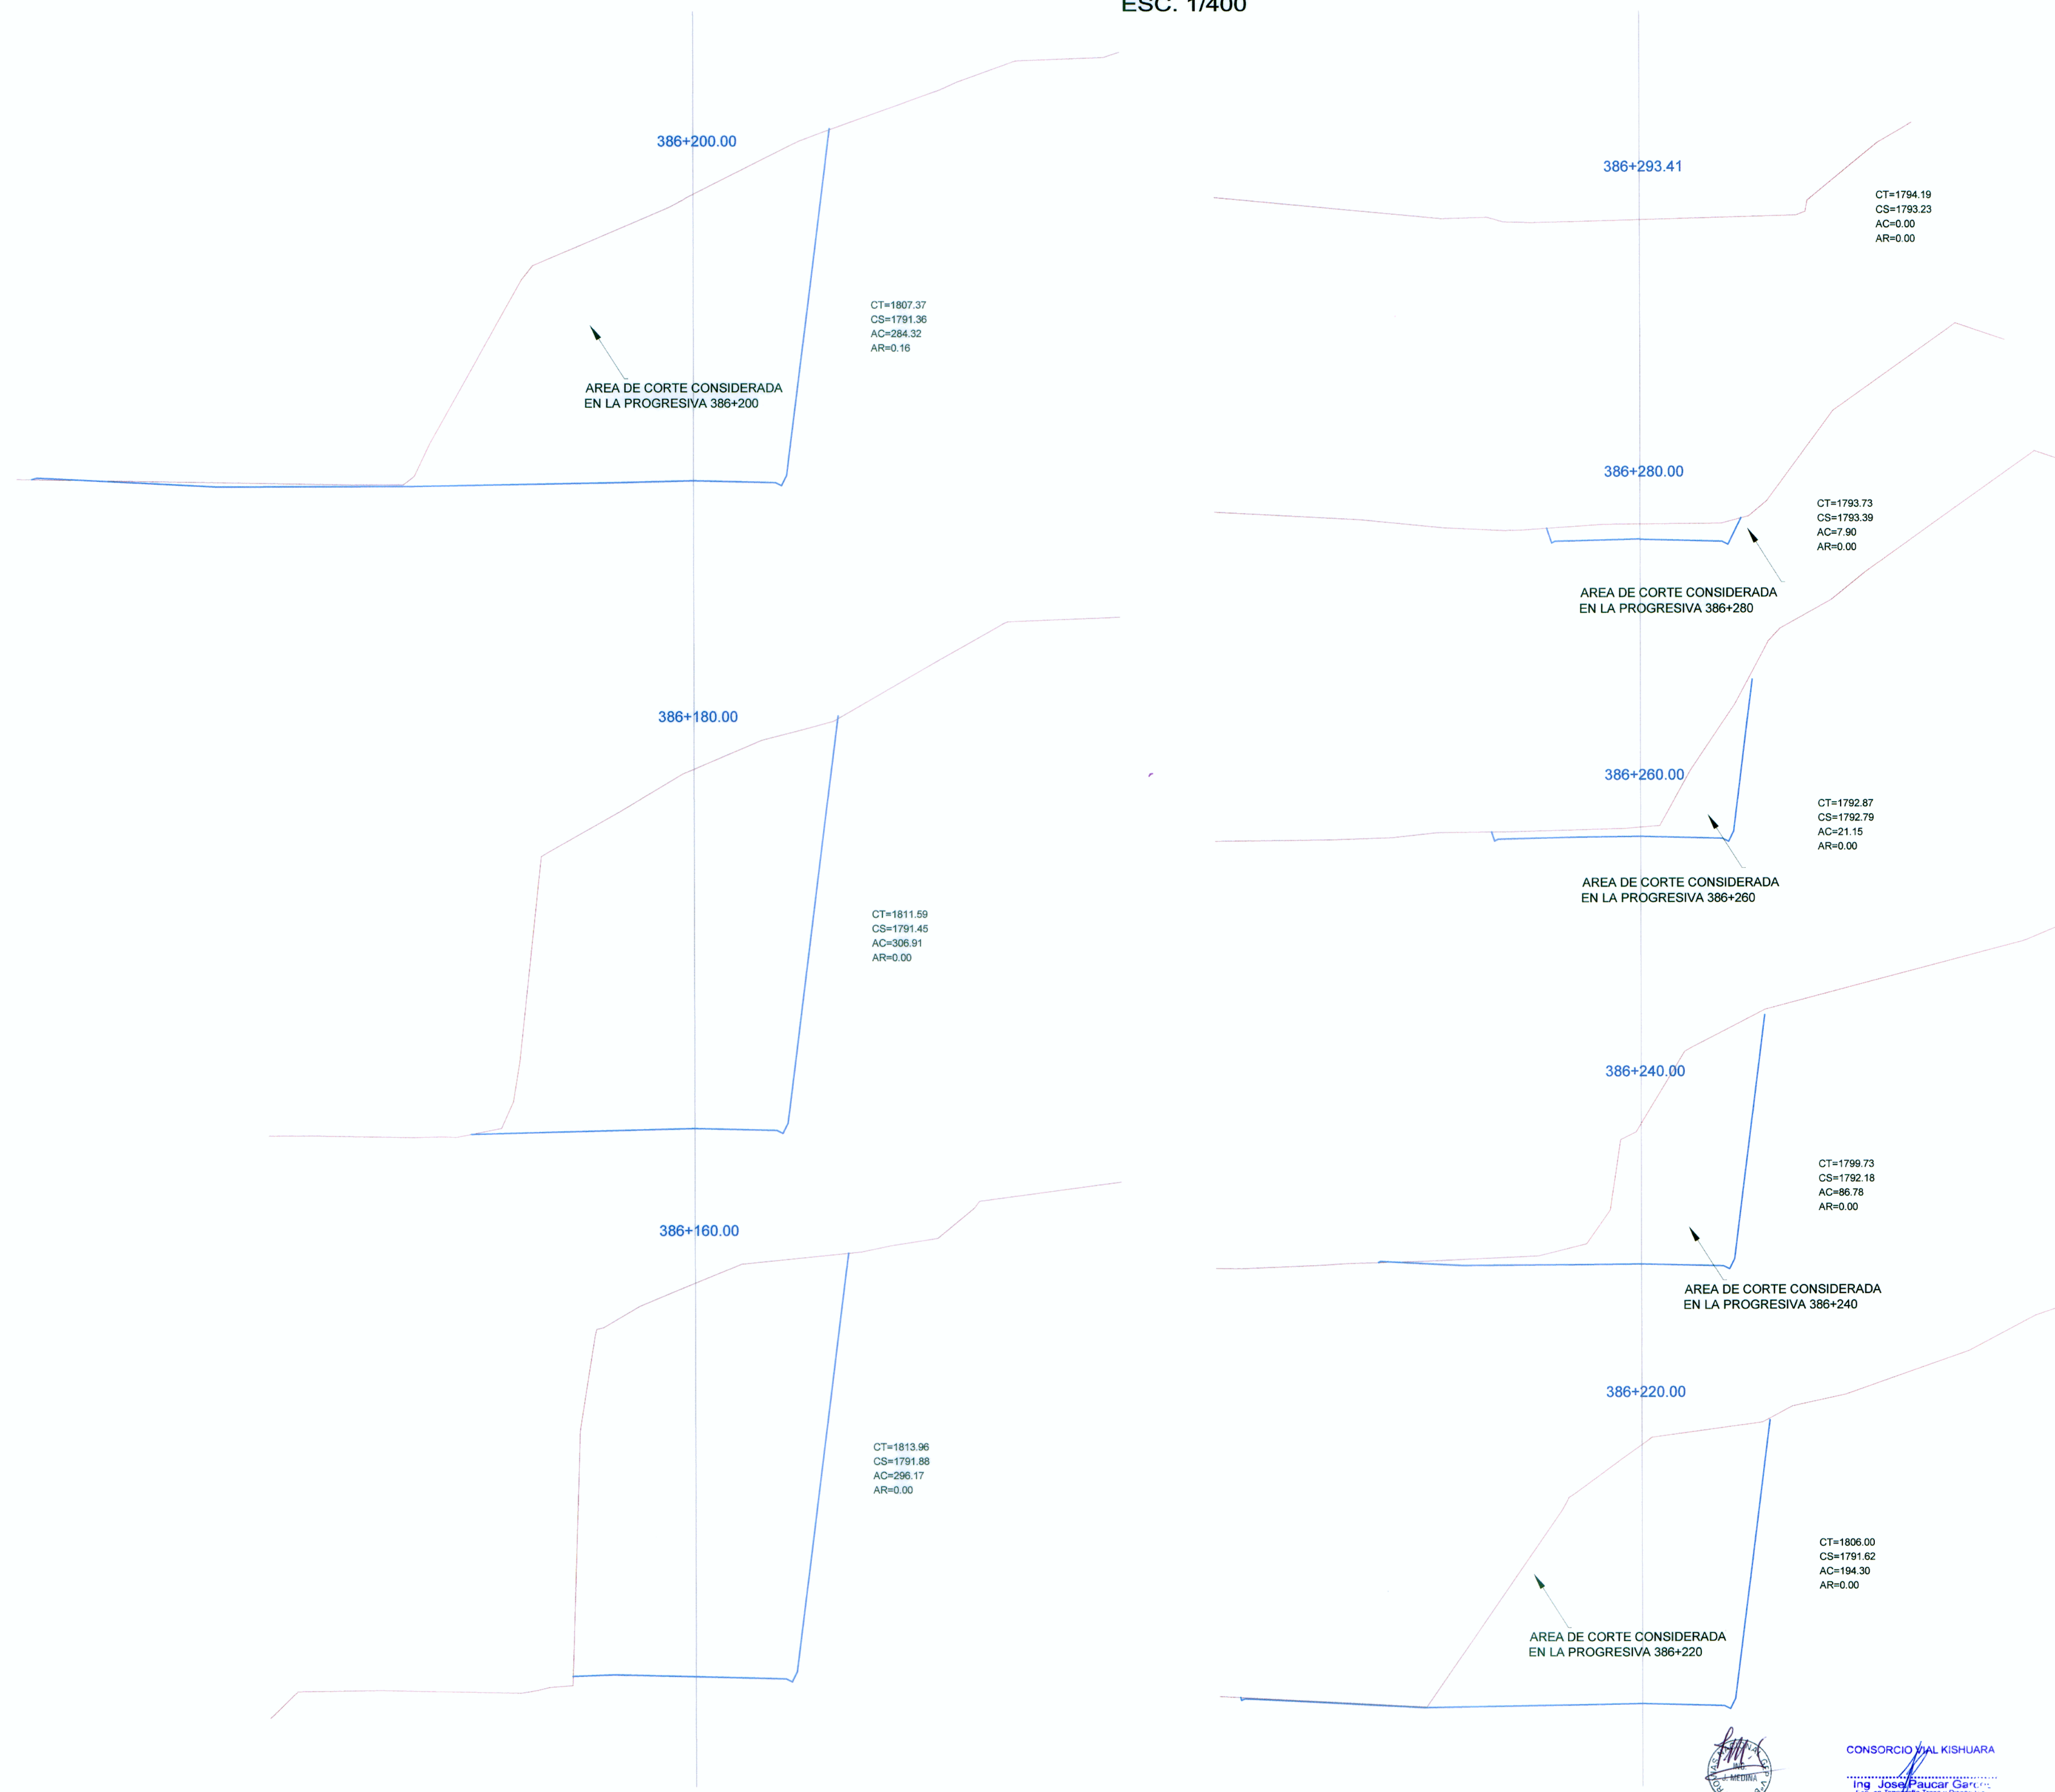 ESC. 1/400
386+200.00
CT=1807.37
CS=1791.36
AC=284.32
AR=0.16
AREA DE CORTE CONSIDERADA
EN LA PROGRESIVA 386+200
386+180.00
CT=1811.59
CS=1791.45
AC=306.91
AR=0.00
386+160.00
CT=1813.96
CS=1791.88
AC=296.17
AR=0.00
386+293.41
CT=1794.19
CS=1793.23
AC=0.00
AR=0.00
386+280.00
CT=1793.73
CS=1793.39
AC=7.90
AR=0.00
AREA DE CORTE CONSIDERADA
EN LA PROGRESIVA 386+280
386+260.00
CT=1792.87
CS=1792.79
AC=21.15
AR=0.00
AREA DE CORTE CONSIDERADA
EN LA PROGRESIVA 386+260
386+240.00
CT=1799.73
CS=1792.18
AC=86.78
AR=0.00
AREA DE CORTE CONSIDERADA
EN LA PROGRESIVA 386+240
386+220.00
CT=1806.00
CS=1791.62
AC=194.30
AR=0.00
AREA DE CORTE CONSIDERADA
EN LA PROGRESIVA 386+220
ING.
J. MEDINA
CONSORCIO VIAL KISHUARA
Ing José Paucar